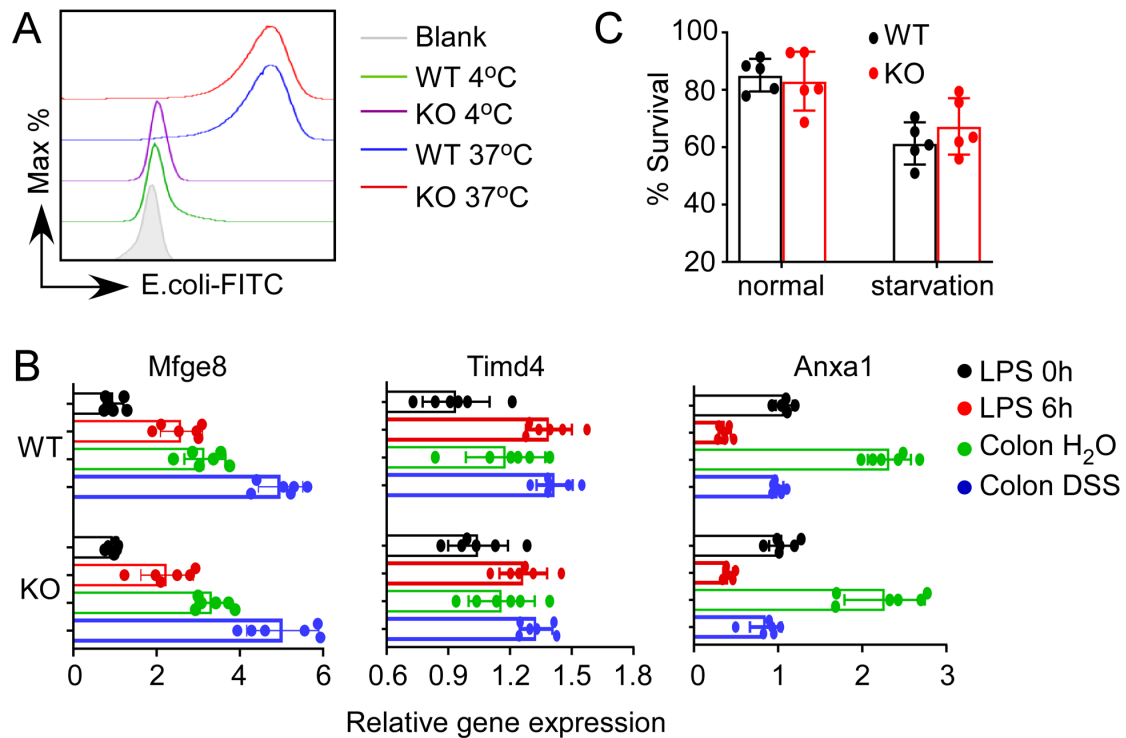 A
Max %
E.coli-FITC
Blank
WT 4ºC
KO 4ºC
WT 37ºC
KO 37ºC
C
% Survival
100
80
60
40
20
normal
starvation
WT
KO
B
Mfge8
Timd4
Anxa1
WT
KO
0 2 4 6
0.6 0.9 1.2 1.5 1.8
0 1 2 3
Relative gene expression
LPS 0h
LPS 6h
Colon H₂O
Colon DSS